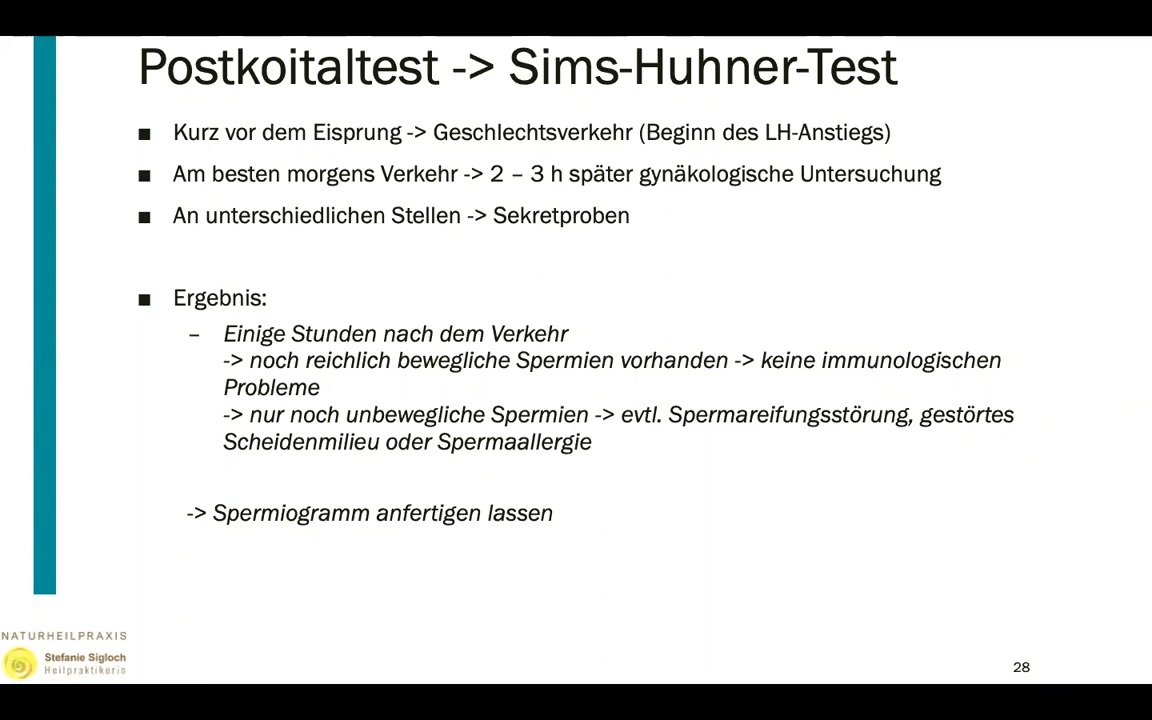 Postkoitaltest -> Sims-Huhner-Test
■ Kurz vor dem Eisprung -> Geschlechtsverkehr (Beginn des LH-Anstiegs)
■ Am besten morgens Verkehr -> 2 – 3 h später gynäkologische Untersuchung
■ An unterschiedlichen Stellen -> Sekretproben
■ Ergebnis:
– Einige Stunden nach dem Verkehr
-> noch reichlich bewegliche Spermien vorhanden -> keine immunologischen
Probleme
-> nur noch unbewegliche Spermien -> evtl. Spermareifungsstörung, gestörtes
Scheidenmilieu oder Spermaallergie
-> Spermiogramm anfertigen lassen
NATURHEILPRAXIS
Stefanie Sigloch
Heilpraktikerin
28